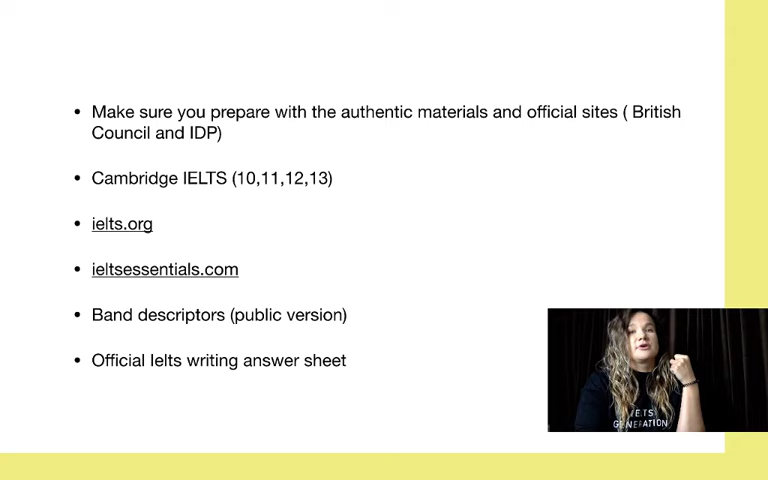 • Make sure you prepare with the authentic materials and official sites ( British
Council and IDP)
• Cambridge IELTS (10,11,12,13)
• ielts.org
• ieltsessentials.com
• Band descriptors (public version)
• Official Ielts writing answer sheet
IELTS
GENERATION